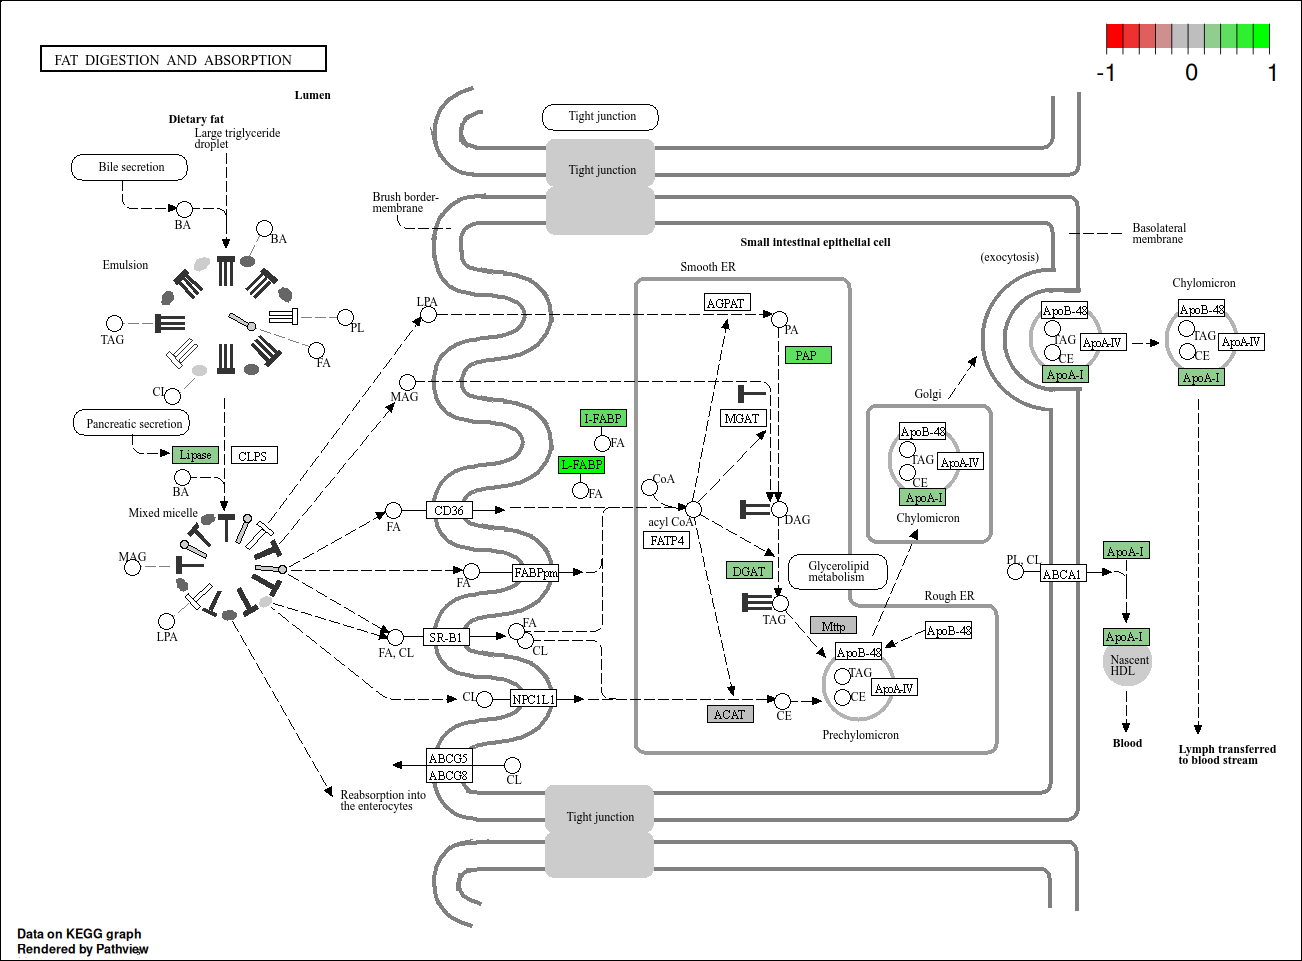 FAT DIGESTION AND ABSORPTION
-1
0
1
Lumen
Dietary fat
Large triglyceride
droplet
Bile secretion
BA
BA
Emulsion
TAG
PL
FA
CL
Pancreatic secretion
Lipase
CLPS
BA
Mixed micelle
MAG
LPA
Brush border-
membrane
Tight junction
Tight junction
Small intestinal epithelial cell
Smooth ER
(exocytosis)
Basolateral
membrane
Chylomicron
LPA
MAG
AGPAT
PA
PAP
MGAT
I-FABP
FA
L-FABP
FA
CoA
acyl CoA
FATP4
DAG
DGAT
Glycerolipid
metabolism
TAG
Golgi
ApoB-48
TAG
ApoA-IV
CE
ApoA-I
Chylomicron
ApoB-48
TAG
ApoA-IV
CE
ApoA-I
ApoB-48
TAG
ApoA-IV
CE
ApoA-I
FA
CD36
FA
FABPpm
FA, CL
SR-B1
FA
CL
CL
NPC1L1
ABCG5
ABCG8
CL
Rough ER
Mttp
ApoB-48
ApoB-48
TAG
ApoA-IV
CE
Prechylomicron
ACAT
CE
PL, CL
ABCA1
ApoA-I
ApoA-I
Nascent
HDL
Blood
Lymph transferred
to blood stream
Reabsorption into
the enterocytes
Tight junction
Data on KEGG graph
Rendered by Pathview